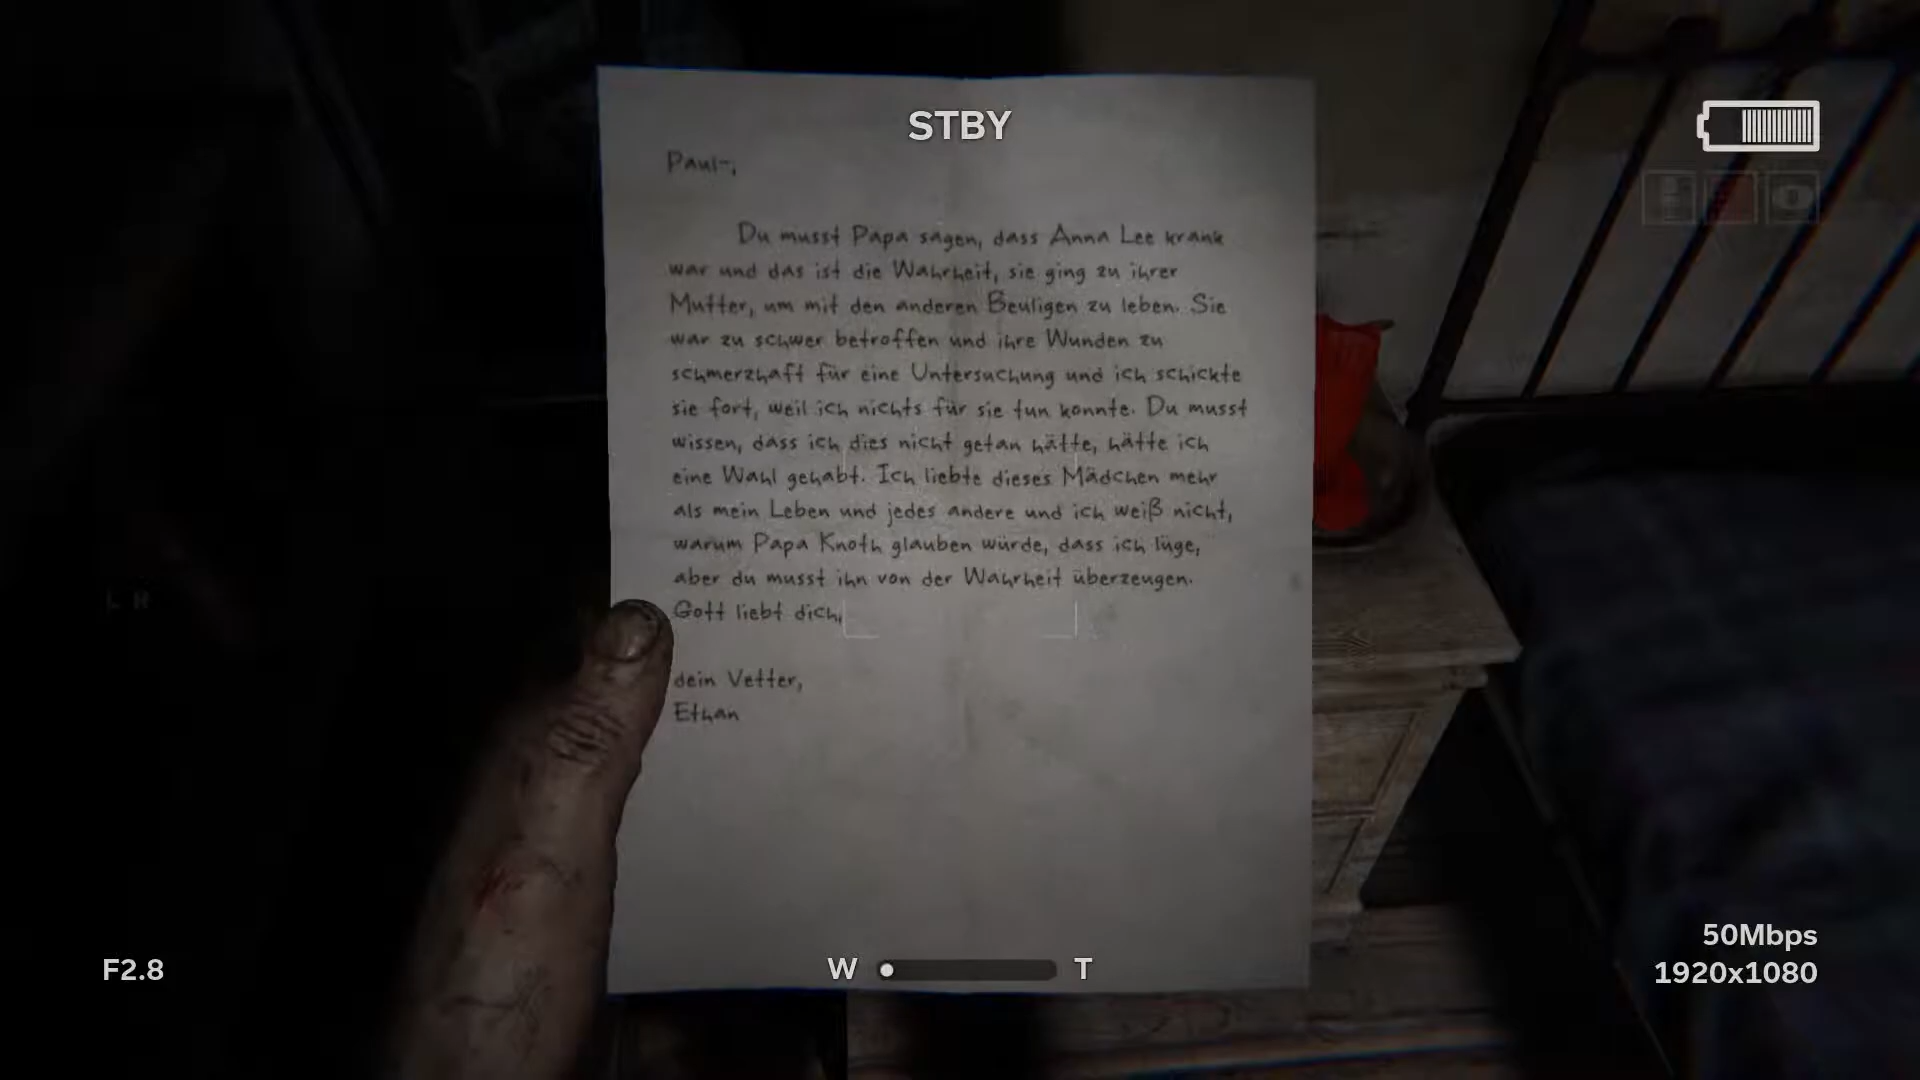 STBY
Paul-,
Du musst Papa sagen, dass Anna Lee krank
war und das ist die Wahrheit, sie ging zu ihrer
Mutter, um mit den anderen Beuligen zu leben. Sie
war zu schwer betroffen und ihre Wunden zu
schmerzhaft für eine Untersuchung und ich schickte
sie fort, weil ich nichts für sie tun konnte. Du musst
wissen, dass ich dies nicht getan hätte, hätte ich
eine Wahl gehabt. Ich liebte dieses Mädchen mehr
als mein Leben und jedes andere und ich weiß nicht,
warum Papa Knoth glauben würde, dass ich lüge,
aber du musst ihn von der Wahrheit überzeugen.
Gott liebt dich,
dein Vetter,
Ethan
L R
F2.8
W T
50Mbps
1920x1080